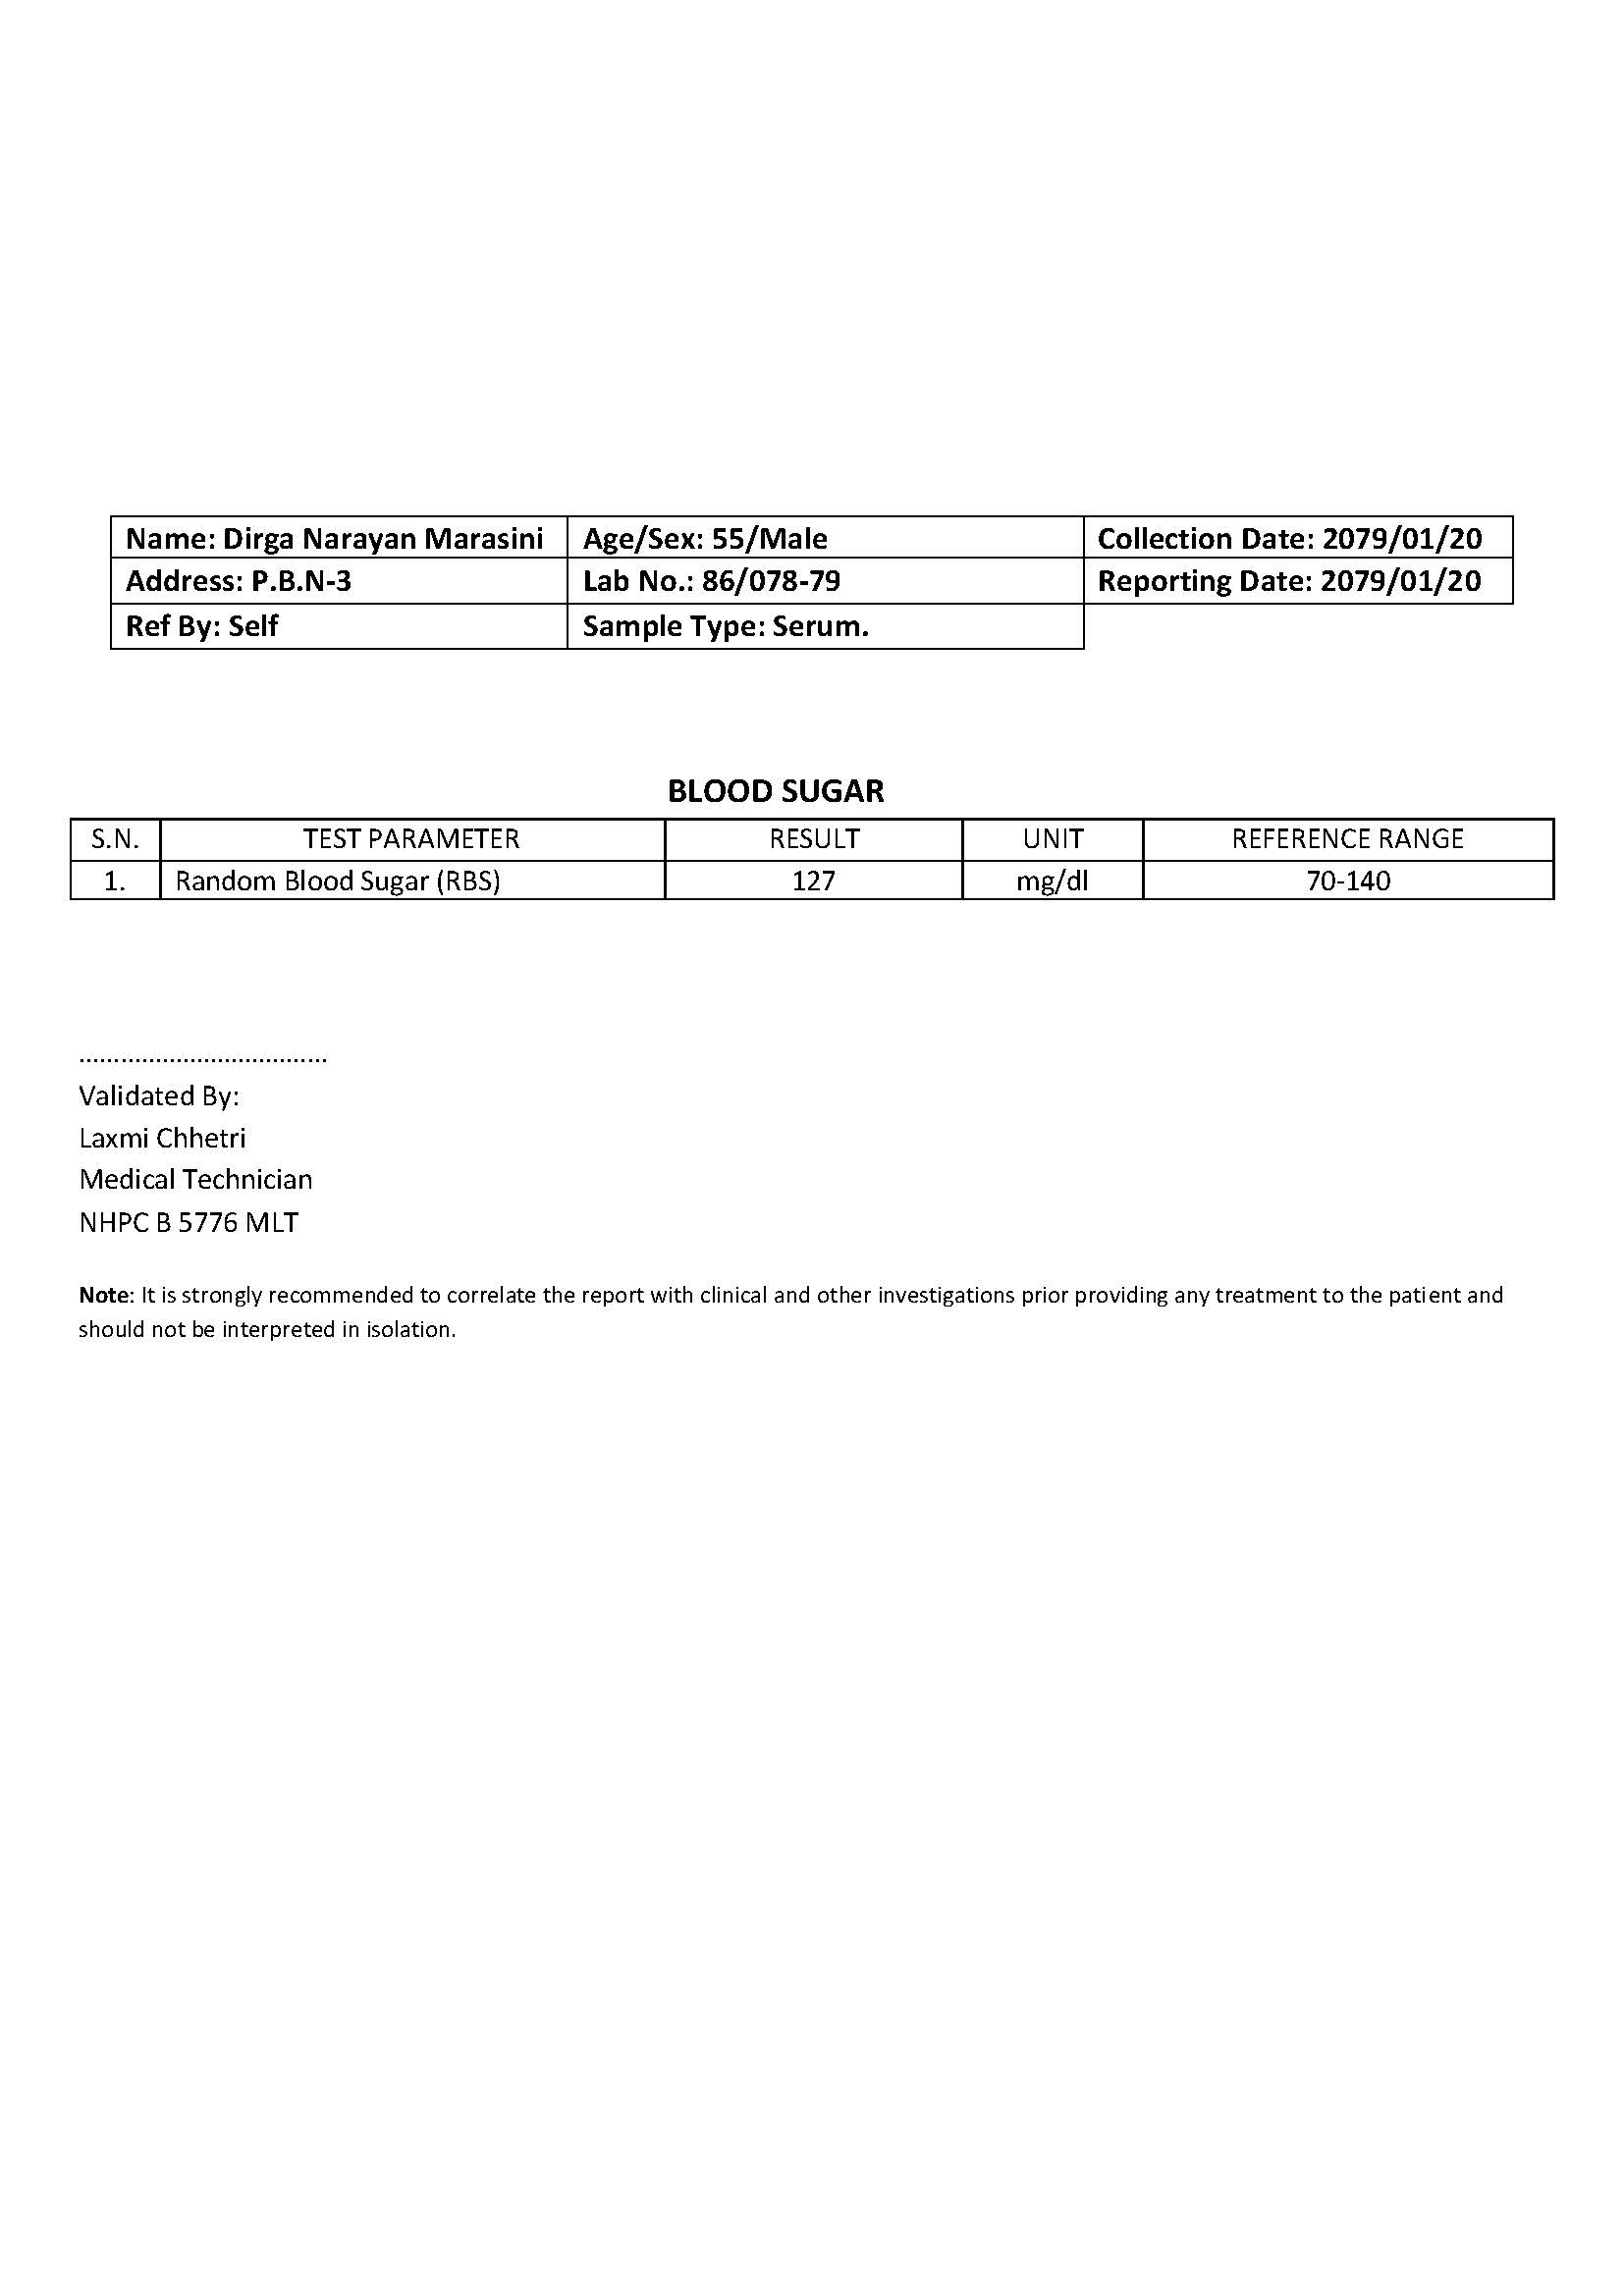 Name: Dirga Narayan Marasini Age/Sex: 55/Male Collection Date: 2079/01/20
Address: P.B.N-3 Lab No.: 86/078-79 Reporting Date: 2079/01/20
Ref By: Self Sample Type: Serum.
BLOOD SUGAR
S.N. TEST PARAMETER RESULT UNIT REFERENCE RANGE
1. Random Blood Sugar (RBS) 127 mg/dl 70-140
....................................
Validated By:
Laxmi Chhetri
Medical Technician
NHPC B 5776 MLT
Note: It is strongly recommended to correlate the report with clinical and other investigations prior providing any treatment to the patient and
should not be interpreted in isolation.